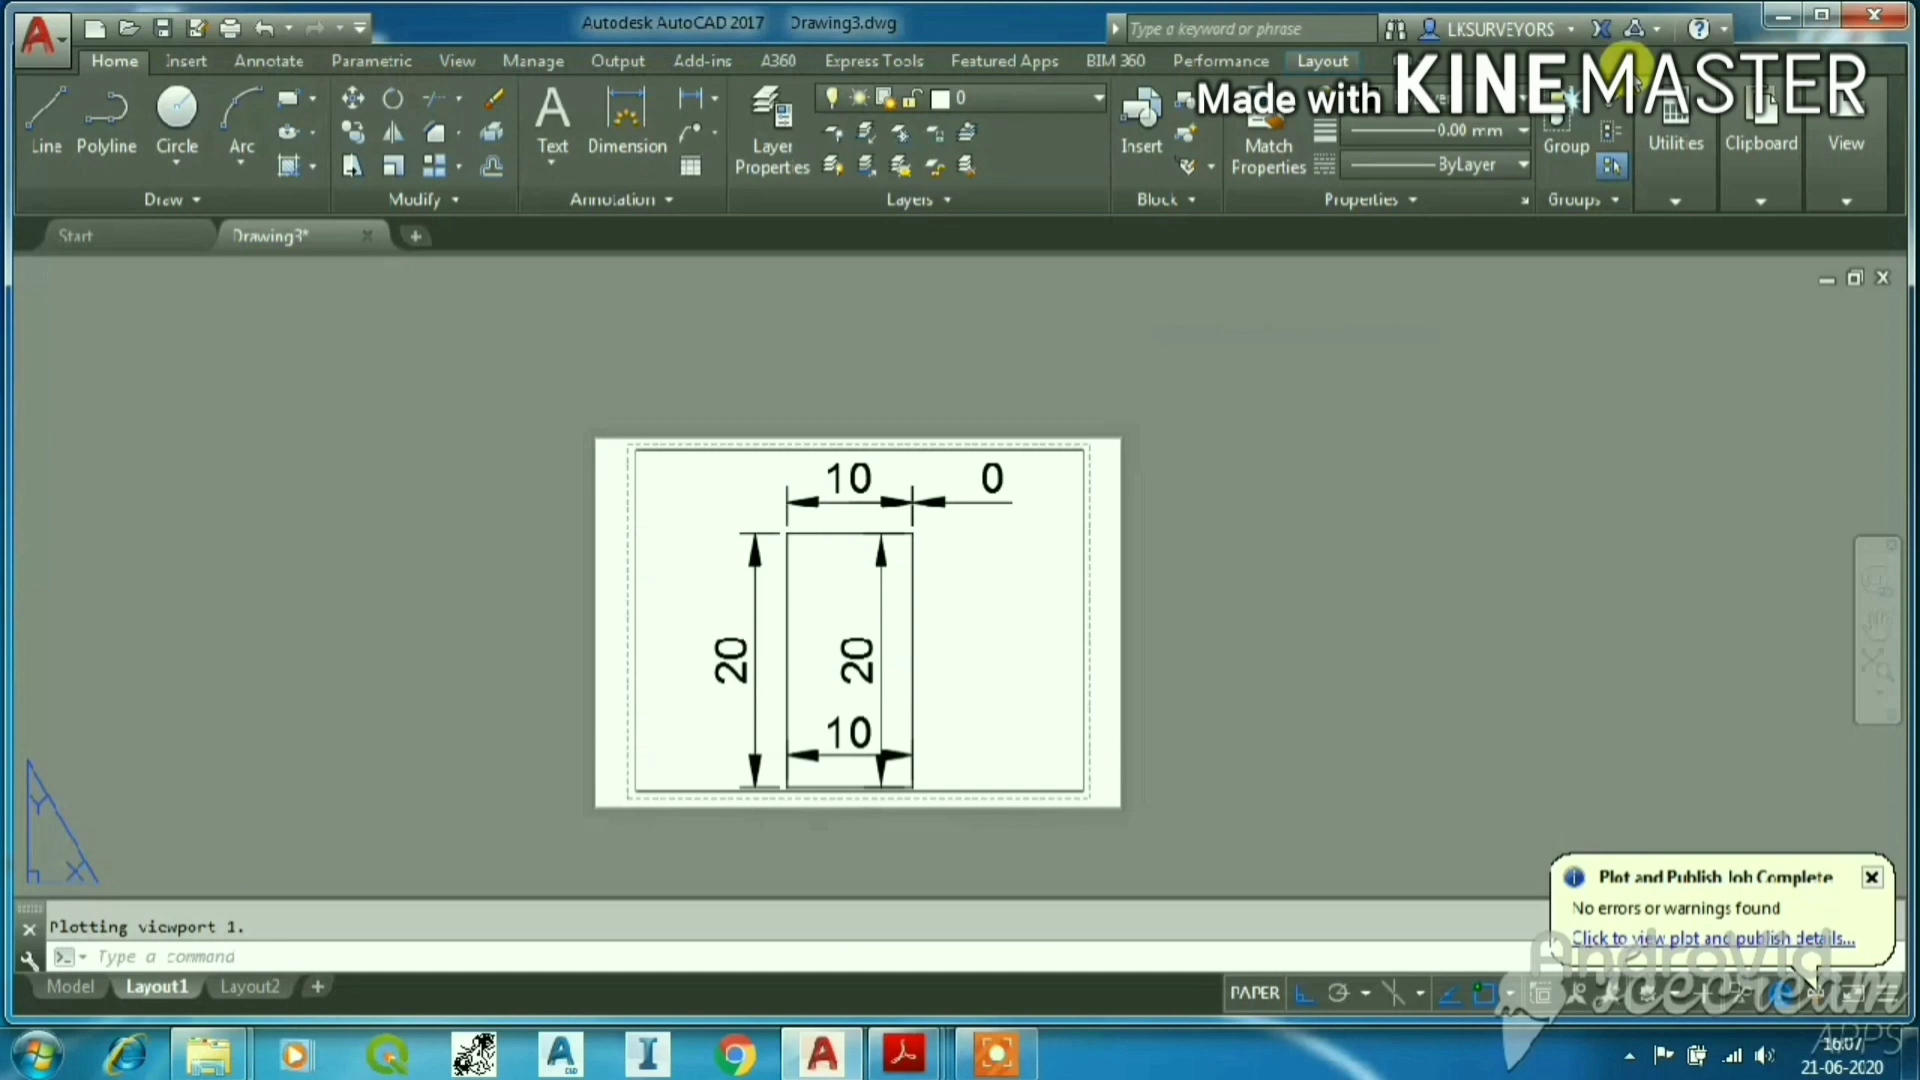 Autodesk AutoCAD 2017 Drawing3.dwg
Type a keyword or phrase
LKSURVEYORS
Home Insert Annotate Parametric View Manage Output Add-ins A360 Express Tools Featured Apps BIM 360 Performance Layout
Made with KINEMASTER
Line Polyline Circle Arc
Text Dimension
Layer Properties
0
Insert
Match Properties
0.00 mm
ByLayer
Group
Utilities
Clipboard
View
Draw Modify Annotation Layers Block Properties Groups
Start Drawing3* +
10 0
20 20
10
Y
X
Plot and Publish Job Complete
No errors or warnings found
Click to view plot and publish details...
Plotting viewport 1.
Type a command
Model Layout1 Layout2 +
PAPER
AndroVid
Icecream
APPS
16:07
21-06-2020